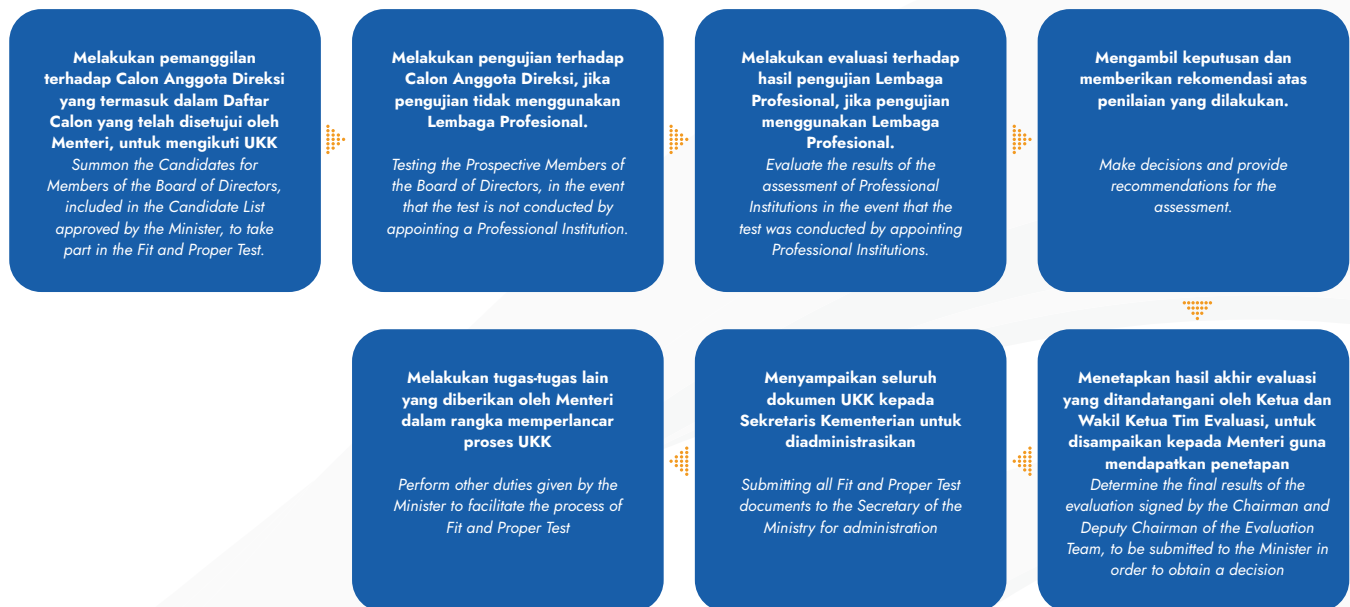 Melakukan pemanggilan
terhadap Calon Anggota Direksi
yang termasuk dalam Daftar
Calon yang telah disetujui oleh
Menteri, untuk mengikuti UKK
Summon the Candidates for
Members of the Board of Directors,
included in the Candidate List
approved by the Minister, to take
part in the Fit and Proper Test.
Melakukan pengujian terhadap
Calon Anggota Direksi, jika
pengujian tidak menggunakan
Lembaga Profesional.
Testing the Prospective Members of
the Board of Directors, in the event
that the test is not conducted by
appointing a Professional Institution.
Melakukan evaluasi terhadap
hasil pengujian Lembaga
Profesional, jika pengujian
menggunakan Lembaga
Profesional.
Evaluate the results of the
assessment of Professional
Institutions in the event that the
test was conducted by appointing
Professional Institutions.
Mengambil keputusan dan
memberikan rekomendasi atas
penilaian yang dilakukan.
Make decisions and provide
recommendations for the
assessment.
Menetapkan hasil akhir evaluasi
yang ditandatangani oleh Ketua dan
Wakil Ketua Tim Evaluasi, untuk
disampaikan kepada Menteri guna
mendapatkan penetapan
Determine the final results of the
evaluation signed by the Chairman and
Deputy Chairman of the Evaluation
Team, to be submitted to the Minister in
order to obtain a decision
Menyampaikan seluruh
dokumen UKK kepada
Sekretaris Kementerian untuk
diadministrasikan
Submitting all Fit and Proper Test
documents to the Secretary of the
Ministry for administration
Melakukan tugas-tugas lain
yang diberikan oleh Menteri
dalam rangka memperlancar
proses UKK
Perform other duties given by the
Minister to facilitate the process of
Fit and Proper Test